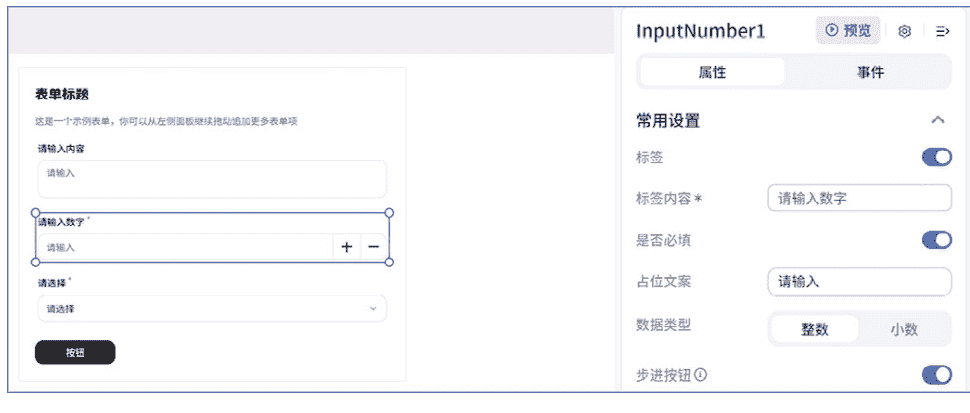 表单标题
这是一个示例表单，你可以从左侧面板继续拖动追加更多表单项
请输入内容
请输入
请输入数字*
请输入
请选择*
请选择
按钮
InputNumber1
预览
属性
事件
常用设置
标签
标签内容* 请输入数字
是否必填
占位文案 请输入
数据类型 整数 小数
步进按钮